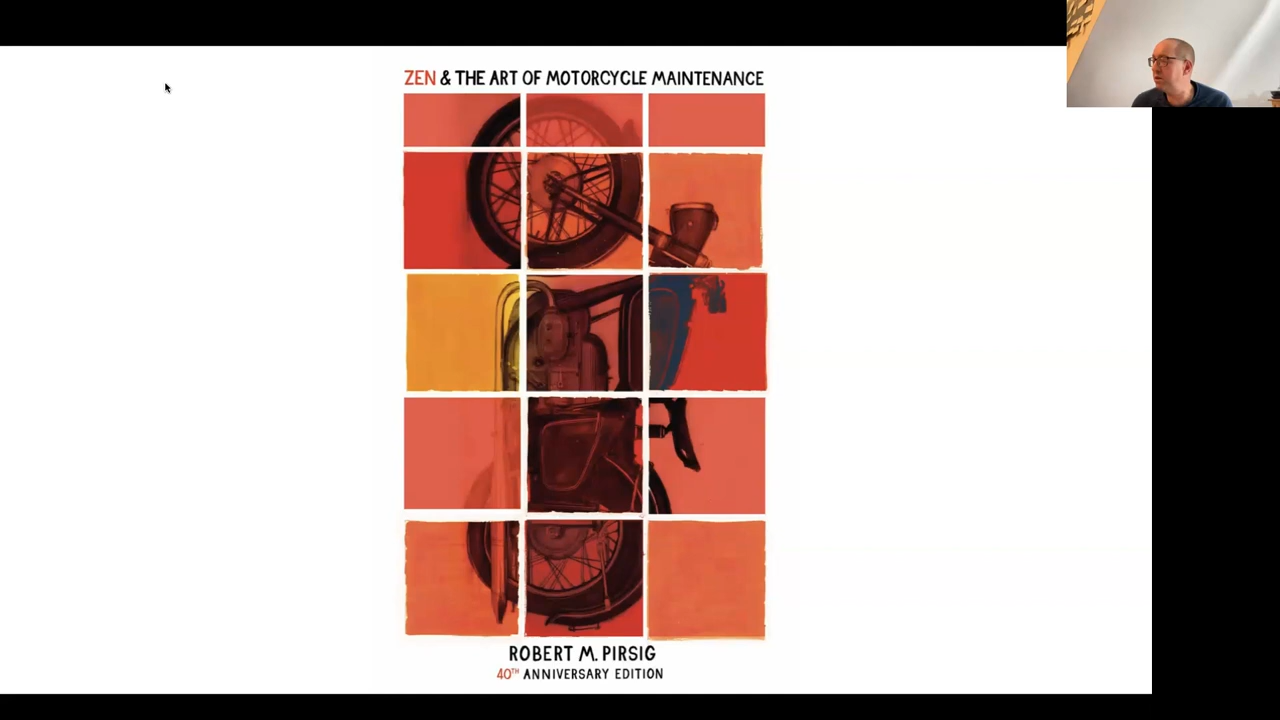 ZEN & THE ART OF MOTORCYCLE MAINTENANCE
ROBERT M. PIRSIG
40TH ANNIVERSARY EDITION